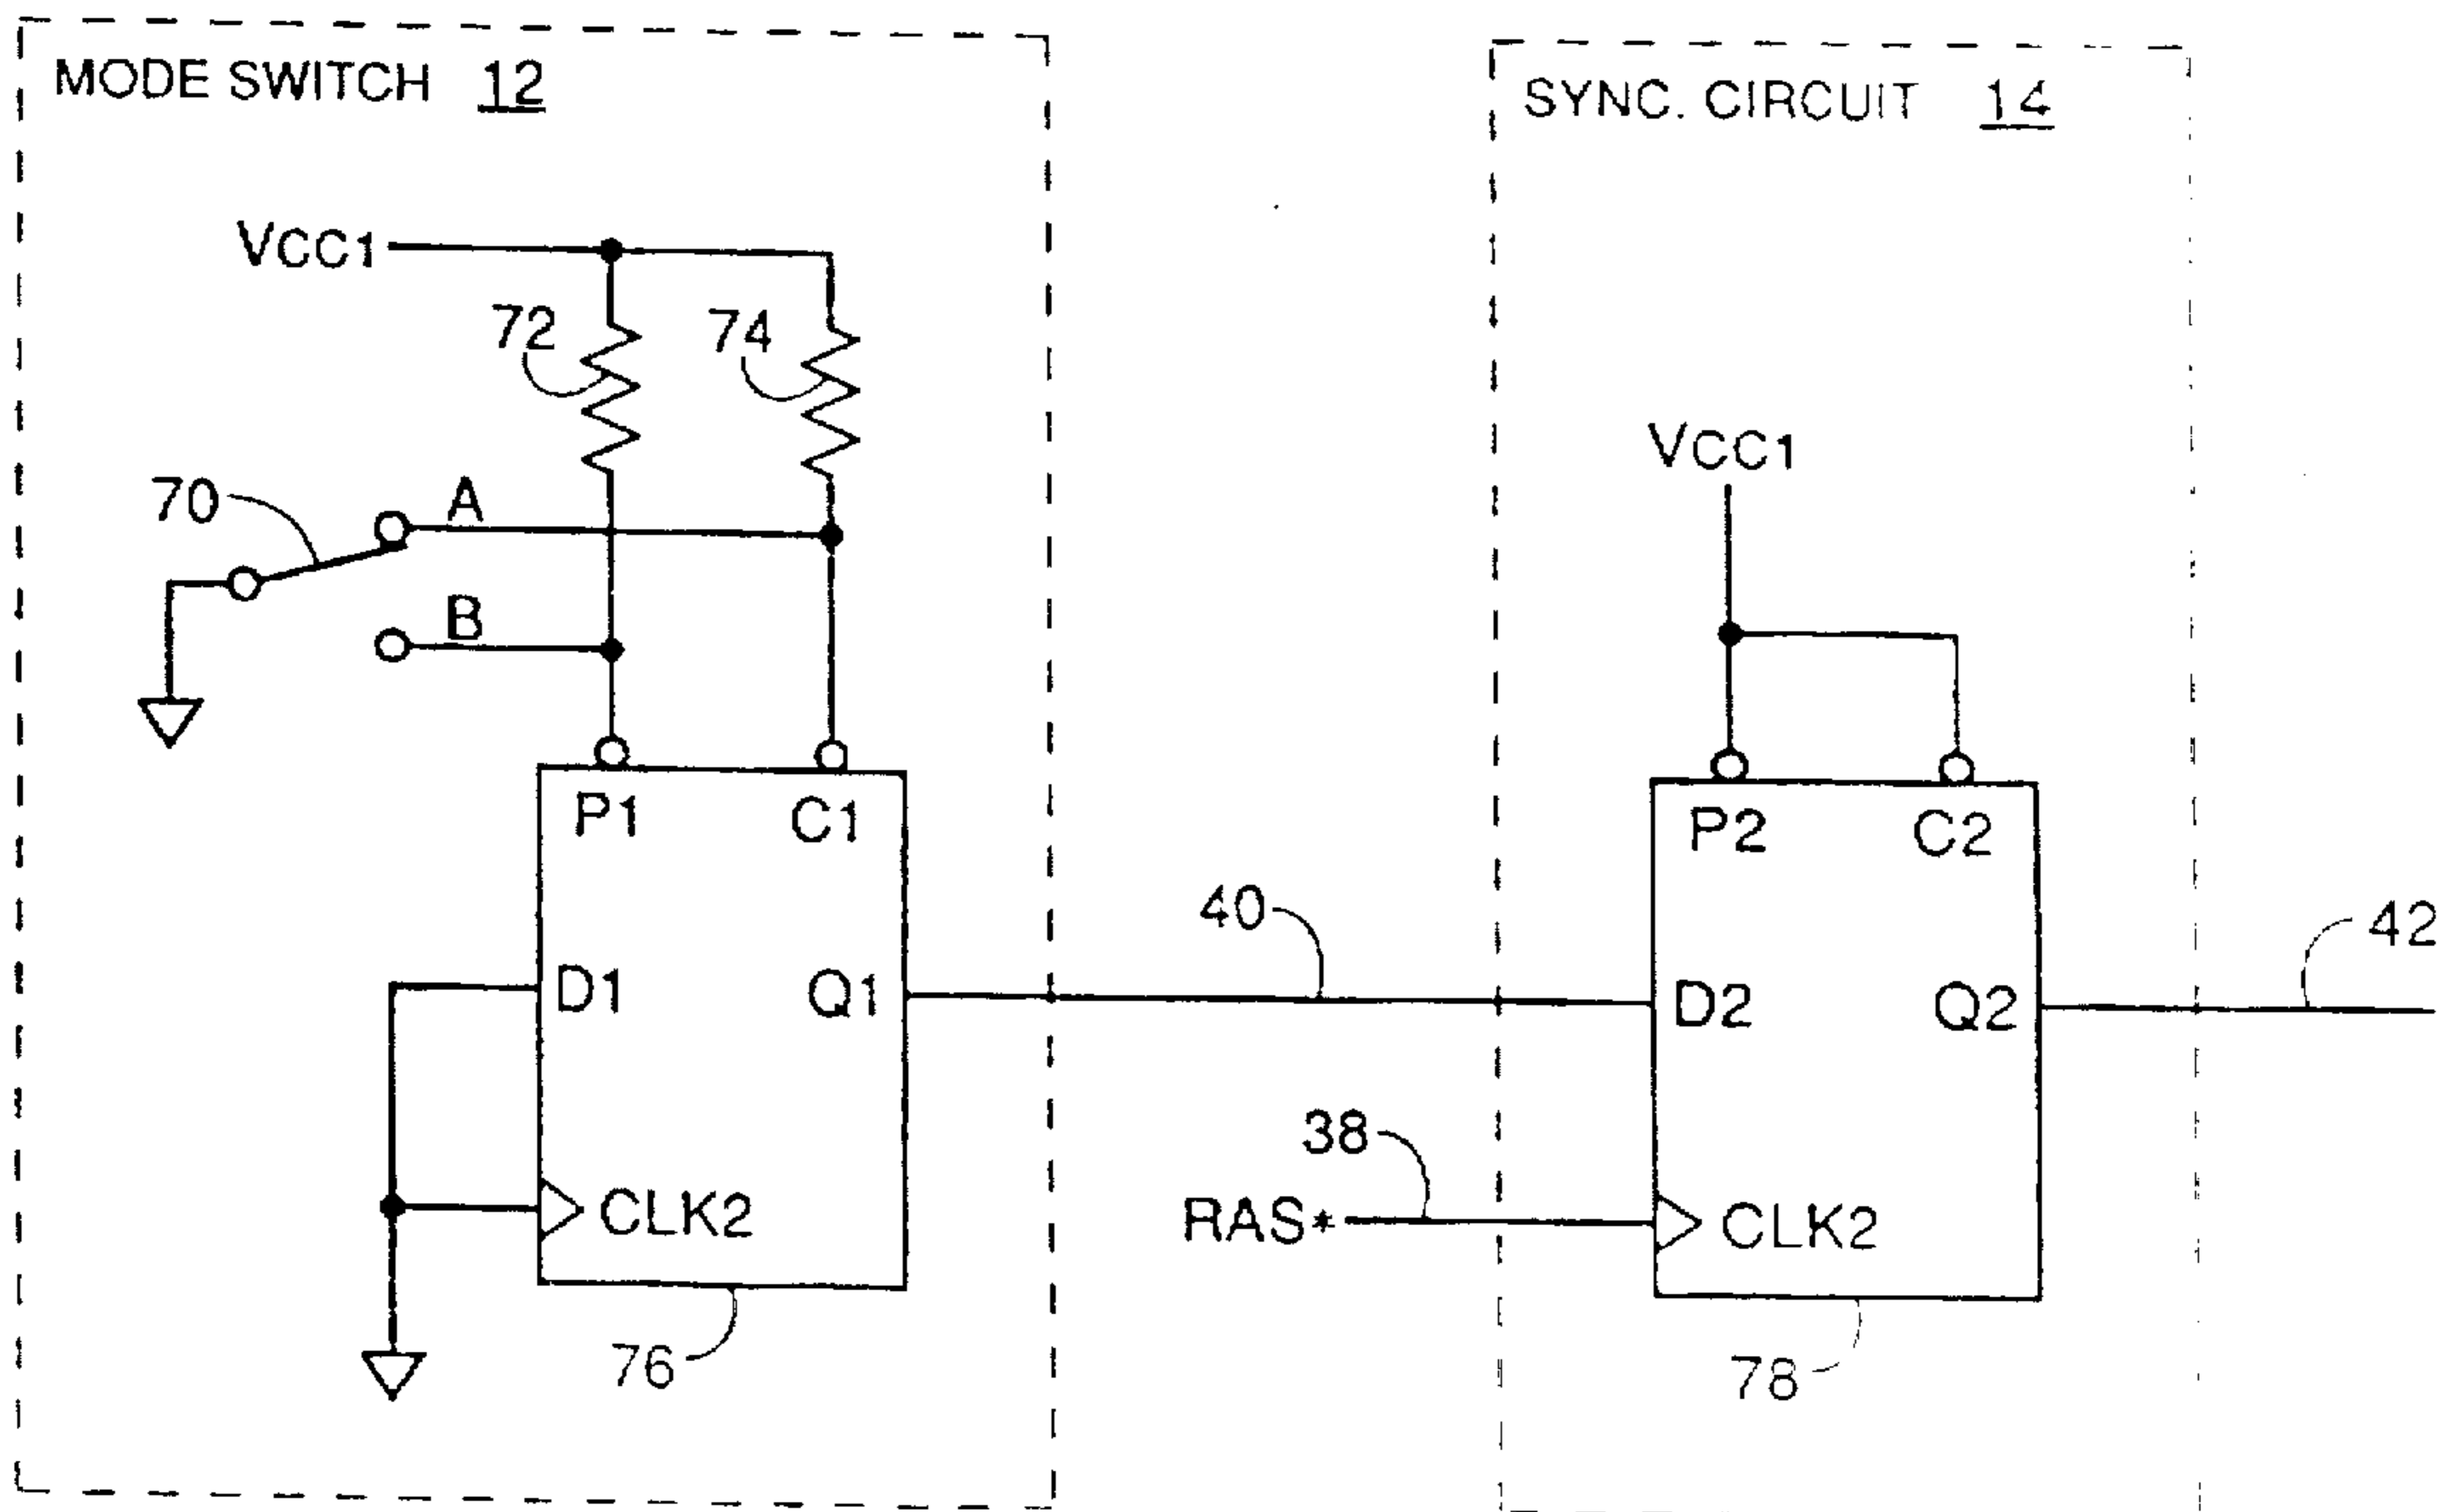 MODE SWITCH 12
SYNC. CIRCUIT 14
VCC1
72
74
VCC1
70
A
B
P1
C1
P2
C2
40
42
D1
Q1
D2
Q2
38
CLK2
RAS*
CLK2
76
78